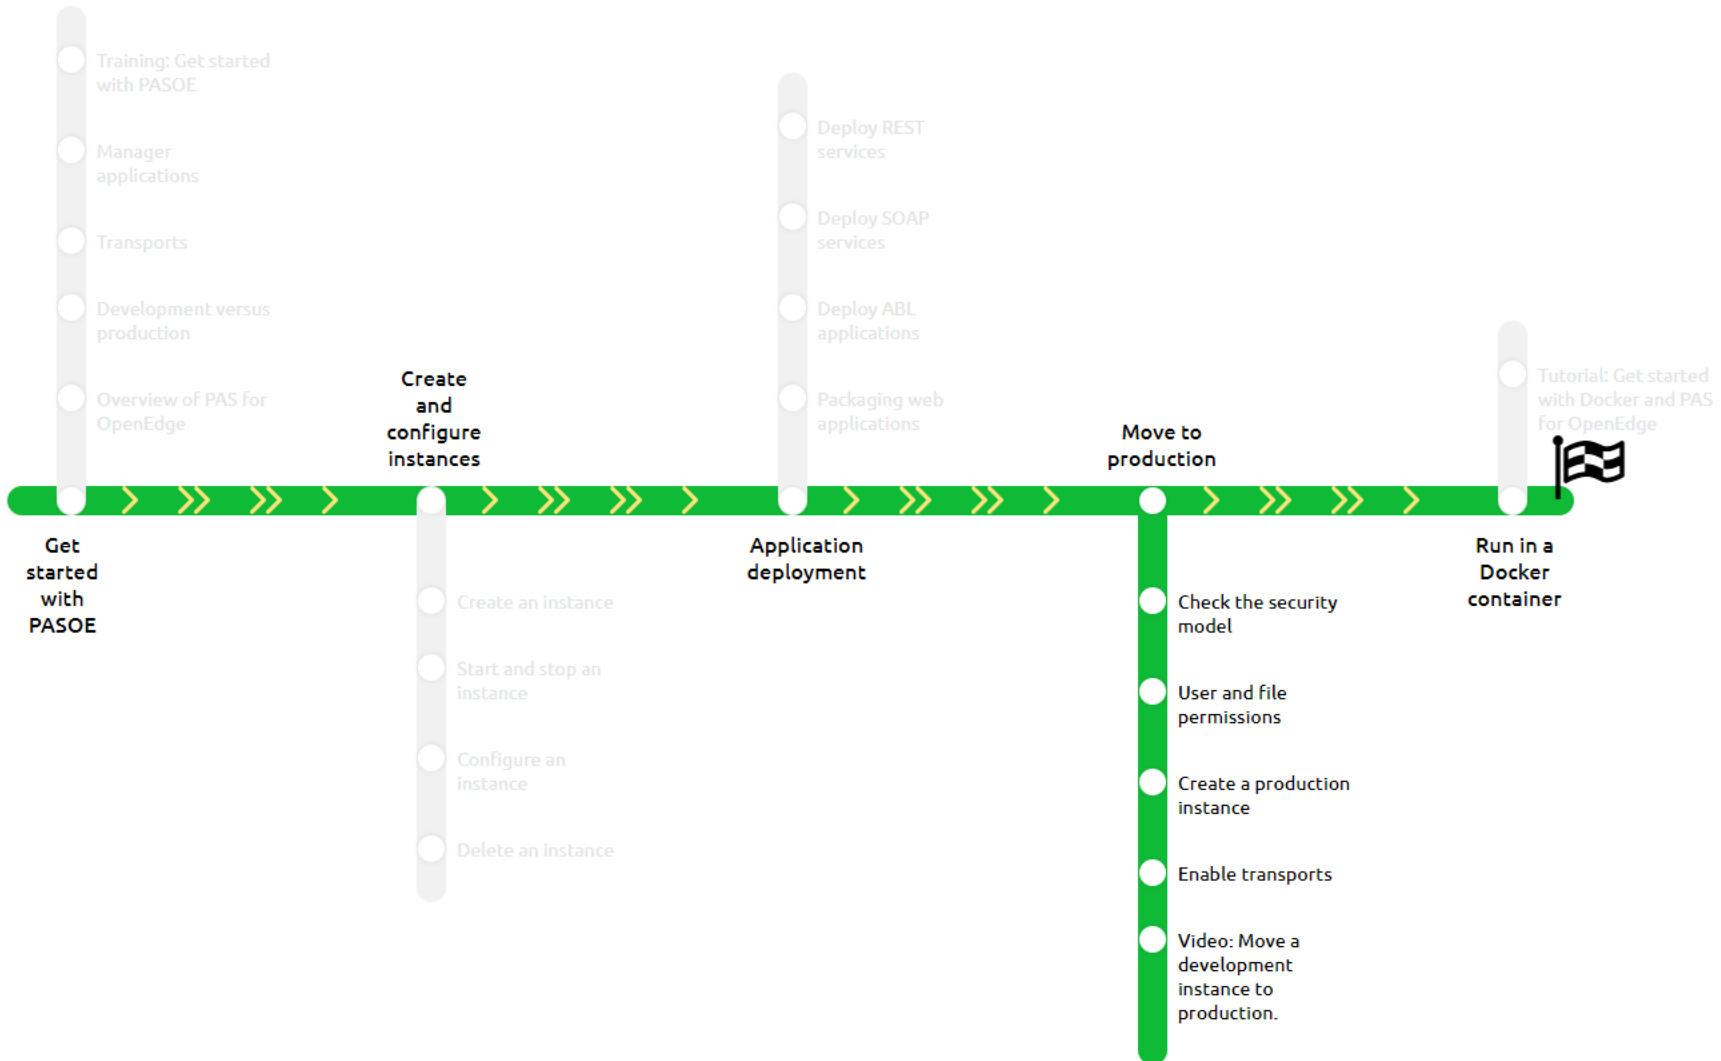 Training: Get started
with PASOE
Manager
applications
Transports
Development versus
production
Overview of PAS for
OpenEdge
Get
started
with
PASOE
Create
and
configure
instances
Create an instance
Start and stop an
instance
Configure an
instance
Delete an instance
Deploy REST
services
Deploy SOAP
services
Deploy ABL
applications
Packaging web
applications
Application
deployment
Move to
production
Check the security
model
User and file
permissions
Create a production
instance
Enable transports
Video: Move a
development
instance to
production.
Tutorial: Get started
with Docker and PAS
for OpenEdge
Run in a
Docker
container